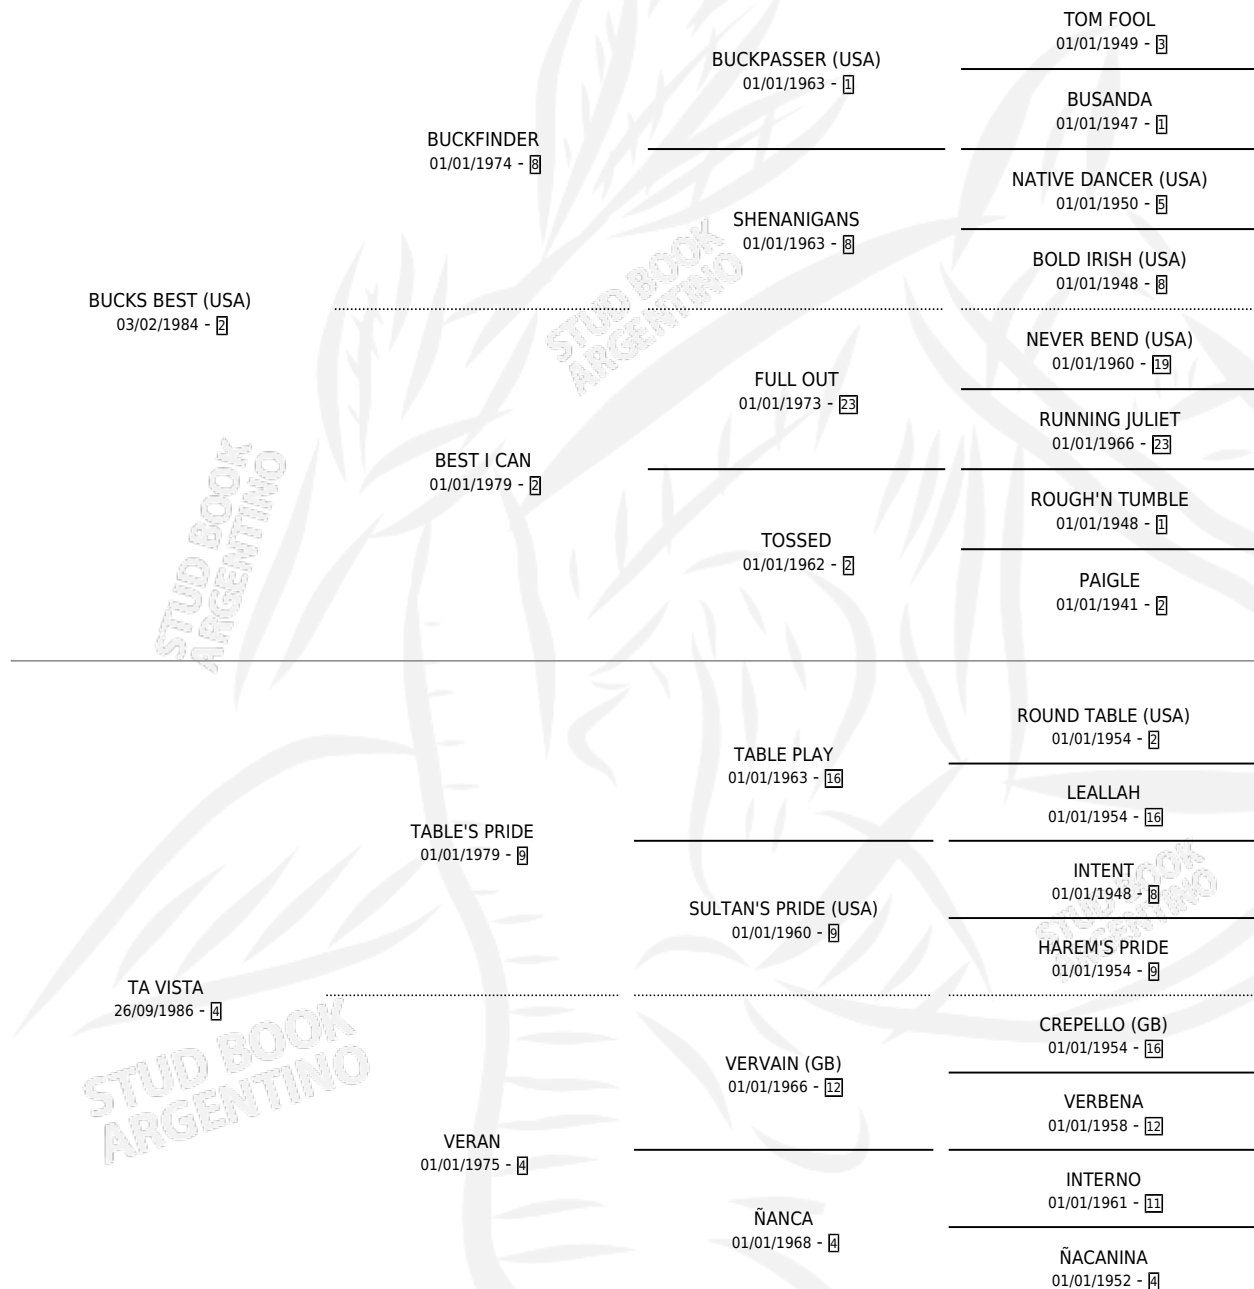 TOM FOOL
01/01/1949 - 3
BUCKPASSER (USA)
01/01/1963 - 1
BUSANDA
01/01/1947 - 1
BUCKFINDER
01/01/1974 - 8
NATIVE DANCER (USA)
01/01/1950 - 5
SHENANIGANS
01/01/1963 - 8
BOLD IRISH (USA)
01/01/1948 - 8
BUCKS BEST (USA)
03/02/1984 - 2
STUD BOOK
ARGENTINO
NEVER BEND (USA)
01/01/1960 - 19
FULL OUT
01/01/1973 - 23
RUNNING JULIET
01/01/1966 - 23
BEST I CAN
01/01/1979 - 2
ROUGH'N TUMBLE
01/01/1948 - 1
TOSSED
01/01/1962 - 2
PAIGLE
01/01/1941 - 2
STUD BOOK
ARGENTINO
ROUND TABLE (USA)
01/01/1954 - 2
TABLE PLAY
01/01/1963 - 16
LEALLAH
01/01/1954 - 16
TABLE'S PRIDE
01/01/1979 - 9
INTENT
01/01/1948 - 8
SULTAN'S PRIDE (USA)
01/01/1960 - 9
HAREM'S PRIDE
01/01/1954 - 9
STUD BOOK
ARGENTINO
TA VISTA
26/09/1986 - 4
CREPELLO (GB)
01/01/1954 - 16
VERVAIN (GB)
01/01/1966 - 12
VERBENA
01/01/1958 - 12
STUD BOOK
ARGENTINO
VERAN
01/01/1975 - 4
INTERNO
01/01/1961 - 11
ÑANCA
01/01/1968 - 4
ÑACANINA
01/01/1952 - 4